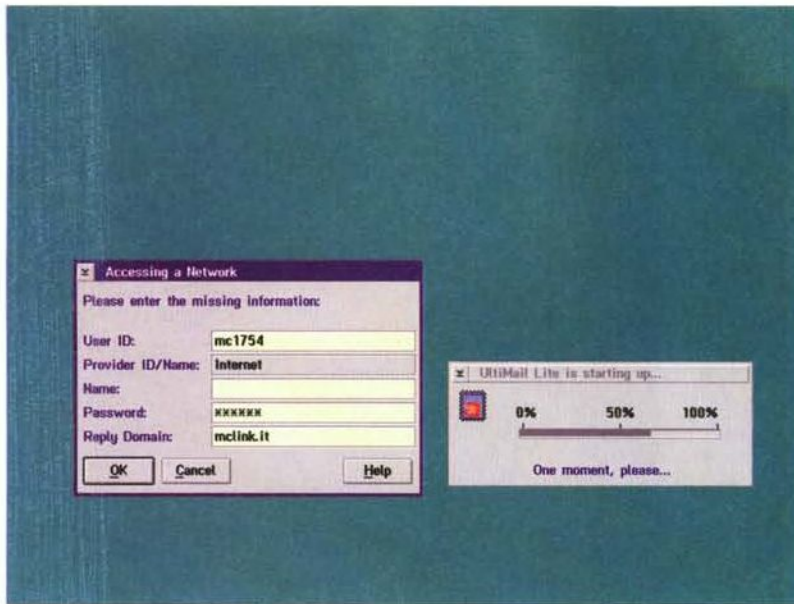 Accessing a Network
Please enter the missing information:
User ID: mc1754
Provider ID/Name: Internet
Name:
Password: ******
Reply Domain: mclink.it
OK Cancel Help
UltiMail Lite is starting up...
0% 50% 100%
One moment, please...